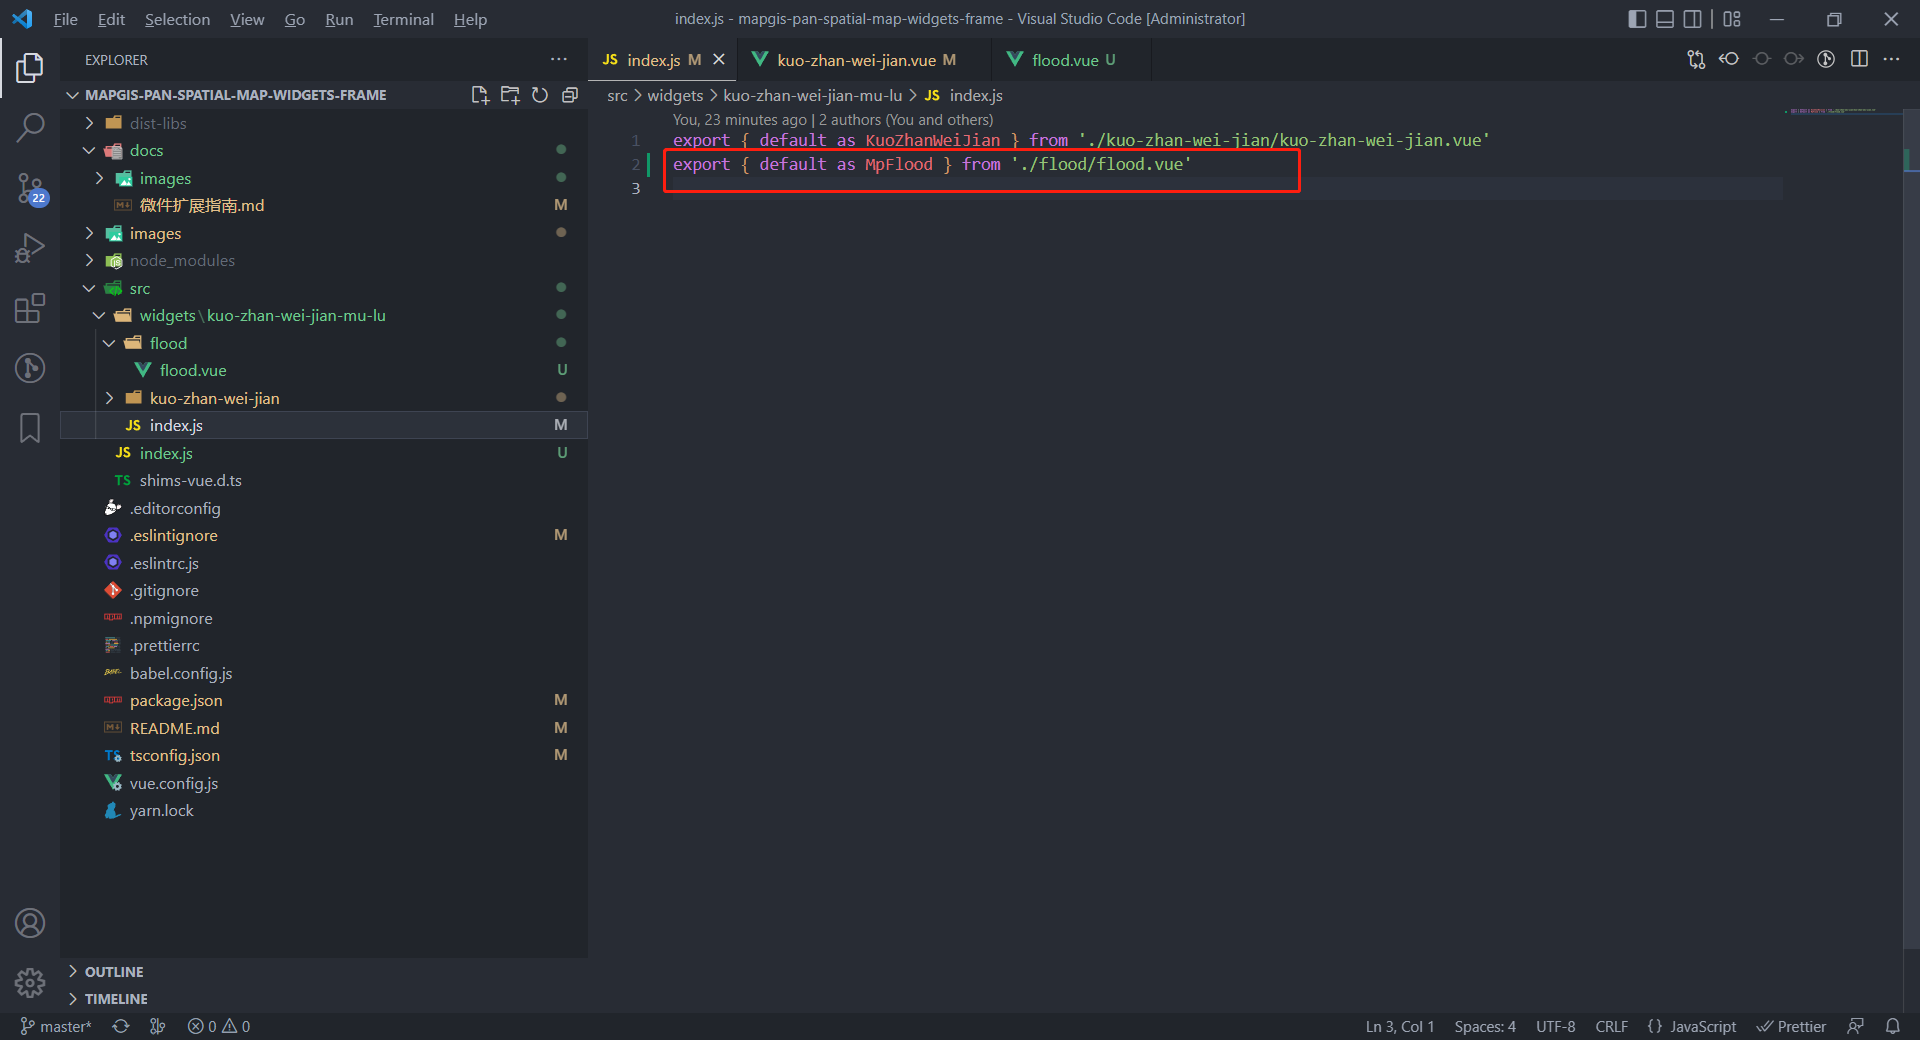 File Edit Selection View Go Run Terminal Help
index.js - mapgis-pan-spatial-map-widgets-frame - Visual Studio Code [Administrator]
EXPLORER
MAPGIS-PAN-SPATIAL-MAP-WIDGETS-FRAME
dist-libs
docs
images
微件扩展指南.md M
images
node_modules
src
widgets\kuo-zhan-wei-jian-mu-lu
flood
flood.vue U
kuo-zhan-wei-jian
JS index.js M
JS index.js U
TS shims-vue.d.ts
.editorconfig
.eslintignore M
.eslintrc.js
.gitignore
.npmignore
.prettierrc
babel.config.js
package.json M
README.md M
TS tsconfig.json M
vue.config.js
yarn.lock
OUTLINE
TIMELINE
22
JS index.js M
kuo-zhan-wei-jian.vue M
flood.vue U
src > widgets > kuo-zhan-wei-jian-mu-lu > JS index.js
You, 23 minutes ago | 2 authors (You and others)
1 export { default as KuoZhanWeiJian } from './kuo-zhan-wei-jian/kuo-zhan-wei-jian.vue'
2 export { default as MpFlood } from './flood/flood.vue'
3
master* 0 0
Ln 3, Col 1 Spaces: 4 UTF-8 CRLF {} JavaScript Prettier